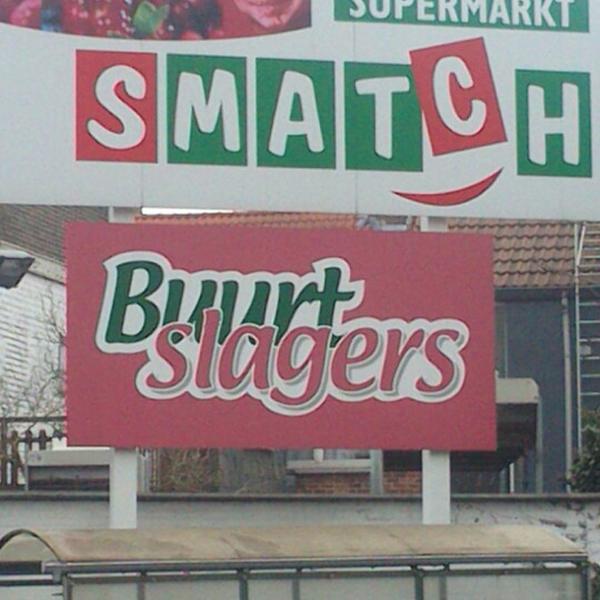 SUPERMARKT
SMATCH
Buurt
slagers